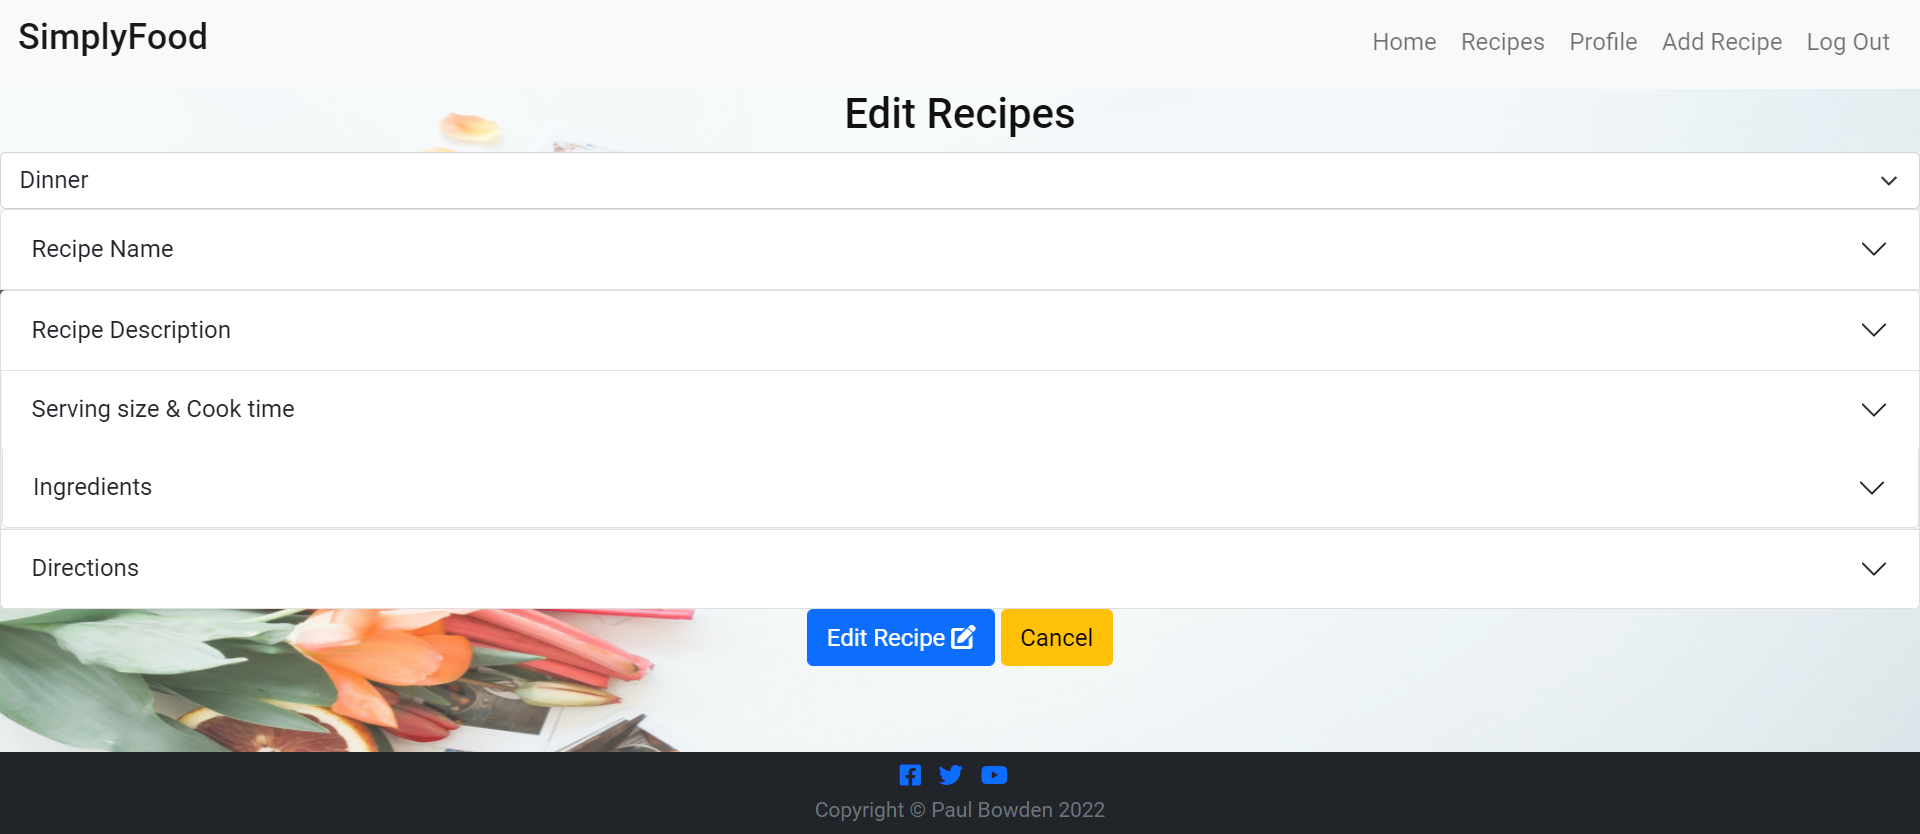 SimplyFood
Home Recipes Profile Add Recipe Log Out
Edit Recipes
Dinner
Recipe Name
Recipe Description
Serving size & Cook time
Ingredients
Directions
Edit Recipe Cancel
Copyright © Paul Bowden 2022